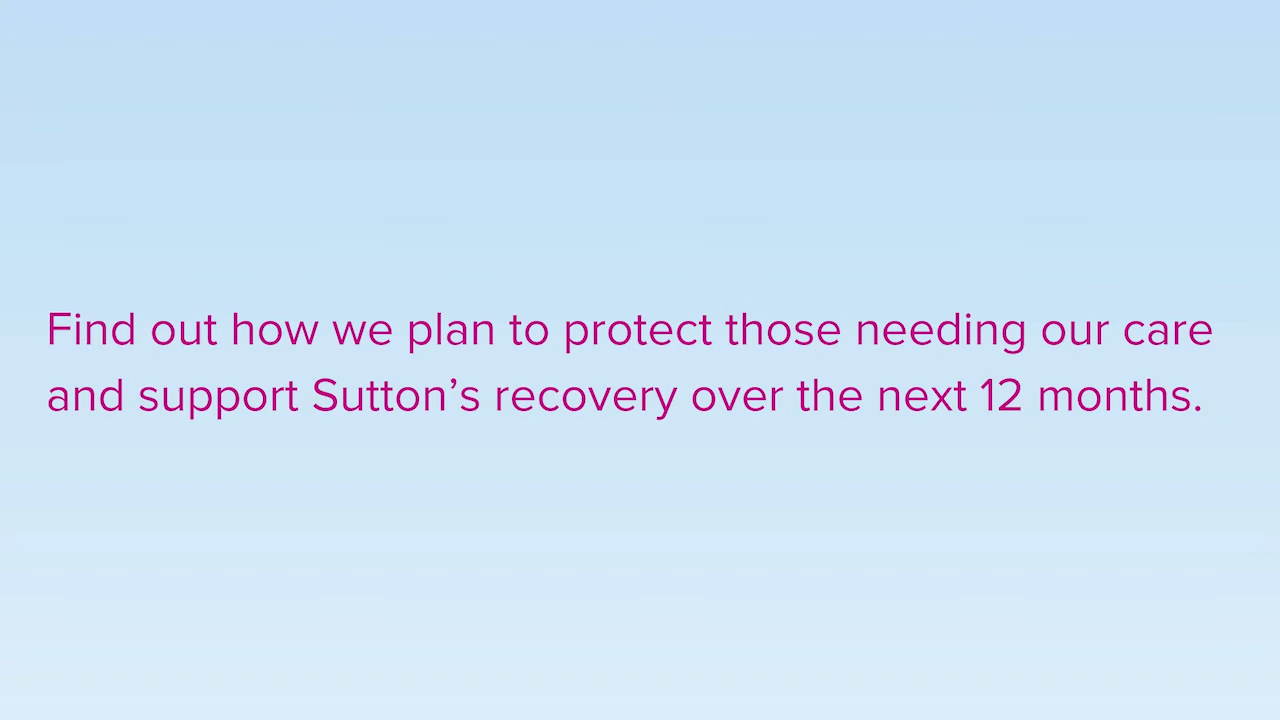 Find out how we plan to protect those needing our care
and support Sutton’s recovery over the next 12 months.